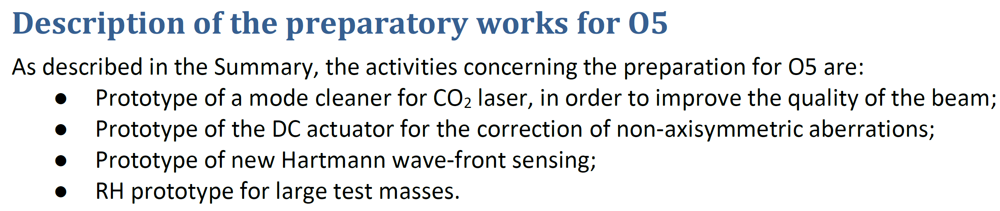 Description of the preparatory works for O5
As described in the Summary, the activities concerning the preparation for O5 are:
● Prototype of a mode cleaner for CO₂ laser, in order to improve the quality of the beam;
● Prototype of the DC actuator for the correction of non-axisymmetric aberrations;
● Prototype of new Hartmann wave-front sensing;
● RH prototype for large test masses.